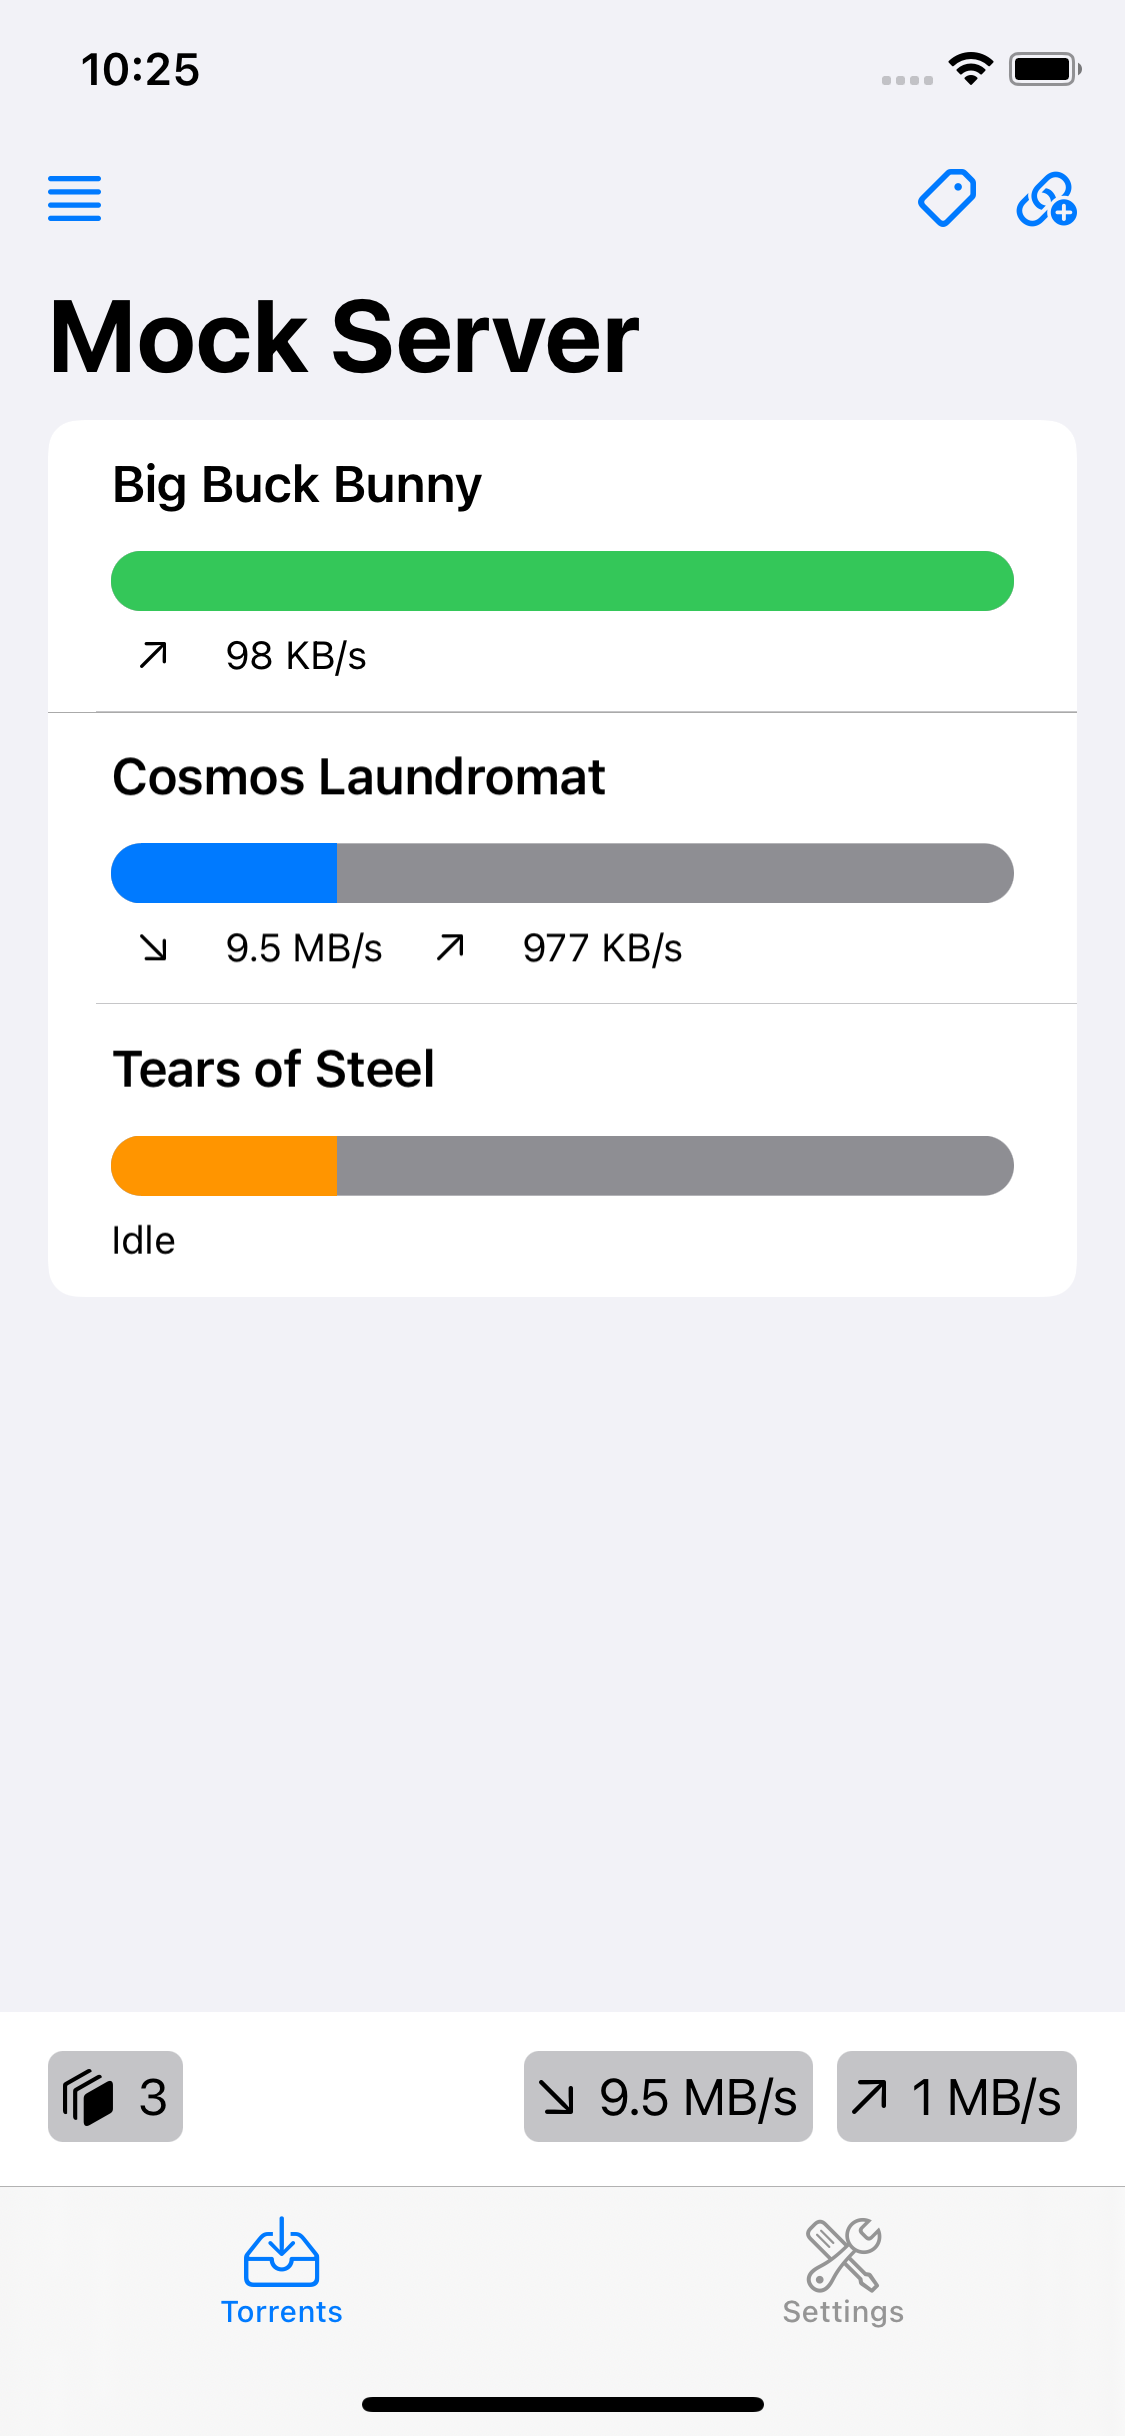 10:25
Mock Server
Big Buck Bunny
98 KB/s
Cosmos Laundromat
9.5 MB/s 977 KB/s
Tears of Steel
Idle
3 9.5 MB/s 1 MB/s
Torrents Settings